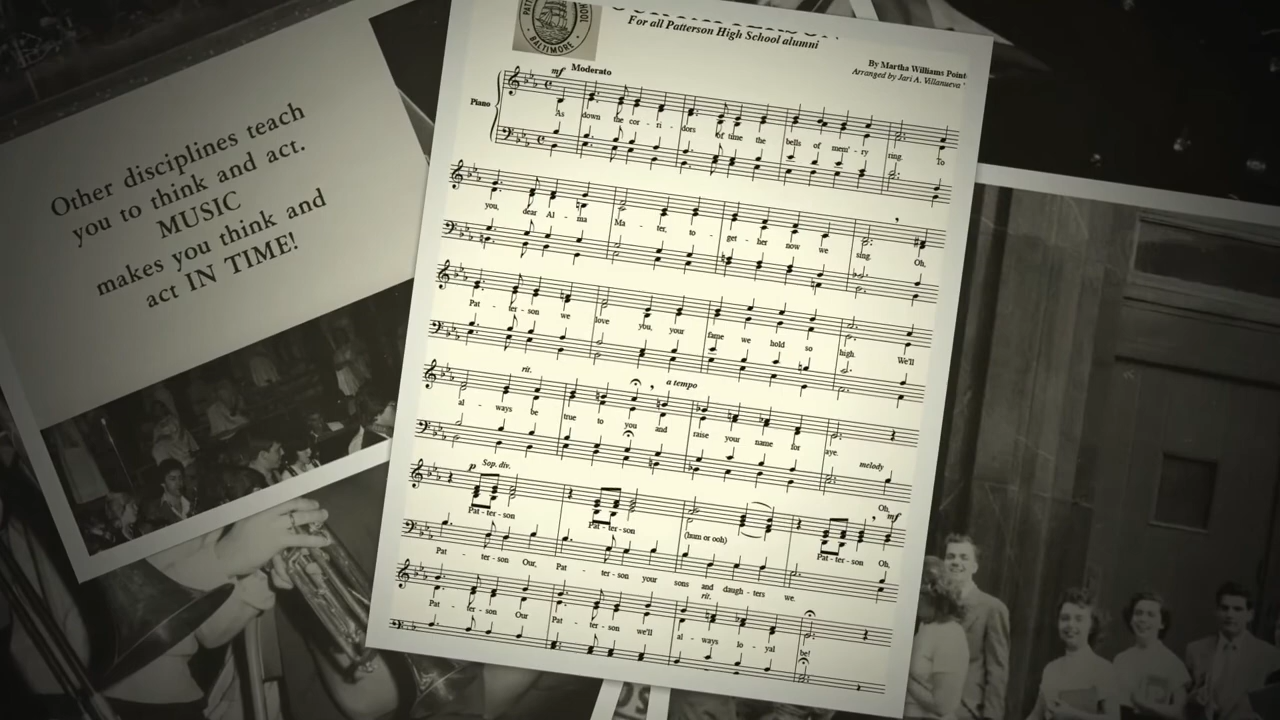 Other disciplines teach
you to think and act.
MUSIC
makes you think and
act IN TIME!
BALTIMORE
100
For all Patterson High School alumni
By Martha Williams Point
Arranged by Jari A. Villanueva
mf Moderato
Piano
As down the cor - ri - dors of time the bells of mem' - ry ring. To
you, dear Al - ma Ma - ter, to - get - her now we sing. Oh,
Pat - ter - son we love you, your fame we hold so high. We'll
rit. a tempo
al - ways be true to you and raise your name for aye.
melody
p Sop. div.
Oh, mf
Pat - ter - son Pat - ter - son (hum or ooh) Pat - ter - son Oh,
Pat - ter - son Our, Pat - ter - son your sons and daugh - ters we.
rit.
Pat - ter - son Our Pat - ter - son we'll al - ways lo - yal be!